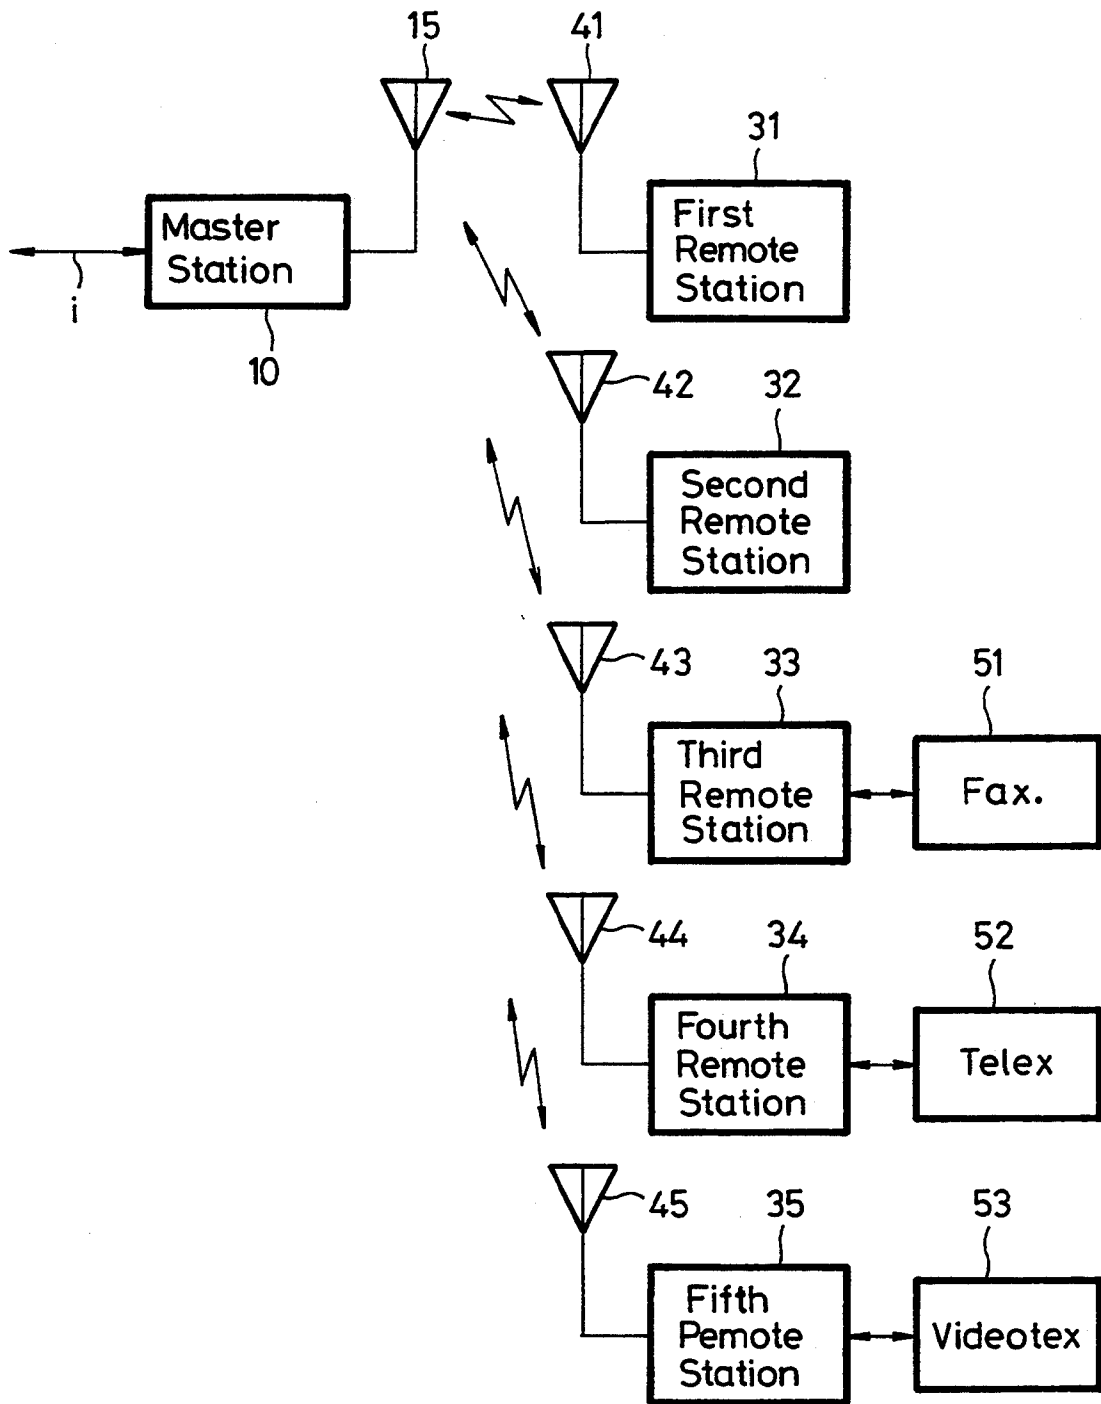 15
41
31
Master
Station
First
Remote
Station
i
10
42
32
Second
Remote
Station
43
33
51
Third
Remote
Station
Fax.
44
34
52
Fourth
Remote
Station
Telex
45
35
53
Fifth
Pemote
Station
Videotex